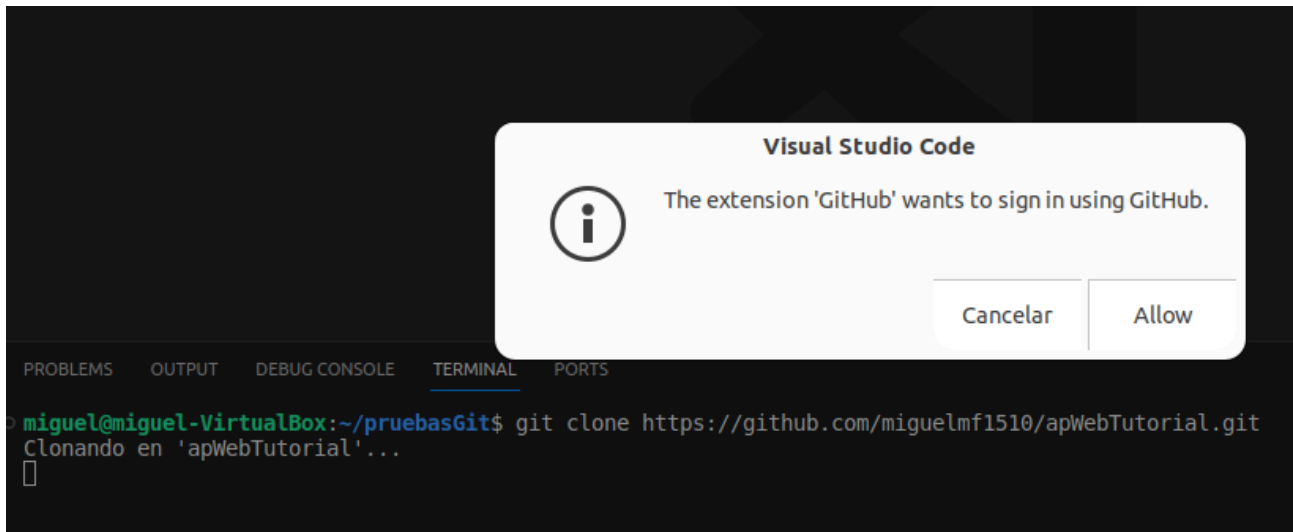 Visual Studio Code
The extension 'GitHub' wants to sign in using GitHub.
Cancelar Allow
PROBLEMS OUTPUT DEBUG CONSOLE TERMINAL PORTS
miguel@miguel-VirtualBox:~/pruebasGit$ git clone https://github.com/miguelmf1510/apWebTutorial.git
Clonando en 'apWebTutorial'...